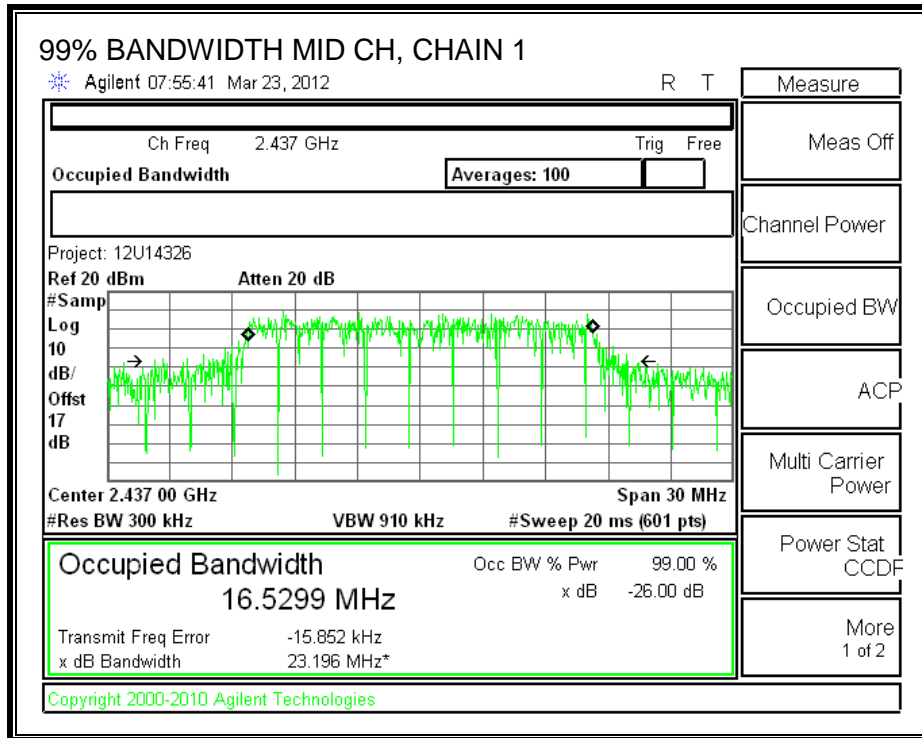 99% BANDWIDTH MID CH, CHAIN 1
Agilent 07:55:41 Mar 23, 2012 R T
Measure
Ch Freq 2.437 GHz Trig Free
Meas Off
Occupied Bandwidth Averages: 100
Channel Power
Project: 12U14326
Ref 20 dBm Atten 20 dB
#Samp
Log
10
dB/
Offst
17
dB
Occupied BW
ACP
Multi Carrier
Power
Center 2.437 00 GHz Span 30 MHz
#Res BW 300 kHz VBW 910 kHz #Sweep 20 ms (601 pts)
Power Stat
CCDF
Occupied Bandwidth Occ BW % Pwr 99.00 %
16.5299 MHz x dB -26.00 dB
Transmit Freq Error -15.852 kHz
x dB Bandwidth 23.196 MHz*
More
1 of 2
Copyright 2000-2010 Agilent Technologies